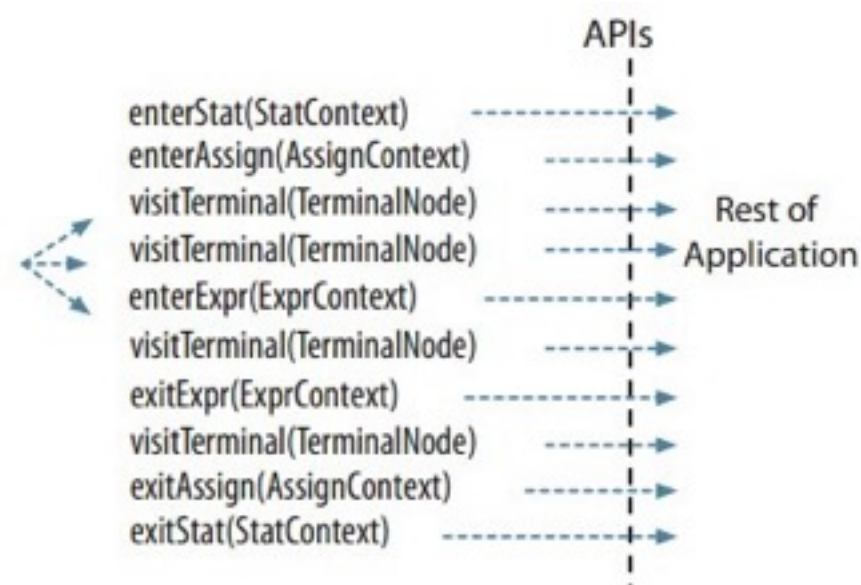 APIs
enterStat(StatContext)
enterAssign(AssignContext)
visitTerminal(TerminalNode)
visitTerminal(TerminalNode)
enterExpr(ExprContext)
visitTerminal(TerminalNode)
exitExpr(ExprContext)
visitTerminal(TerminalNode)
exitAssign(AssignContext)
exitStat(StatContext)
Rest of
Application